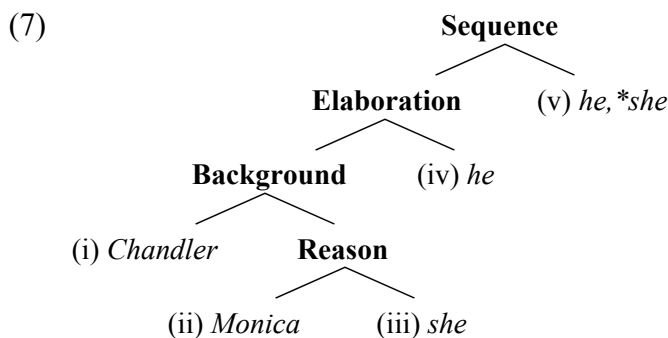 (7)
Sequence
Elaboration (v) he, *she
Background (iv) he
(i) Chandler Reason
(ii) Monica (iii) she